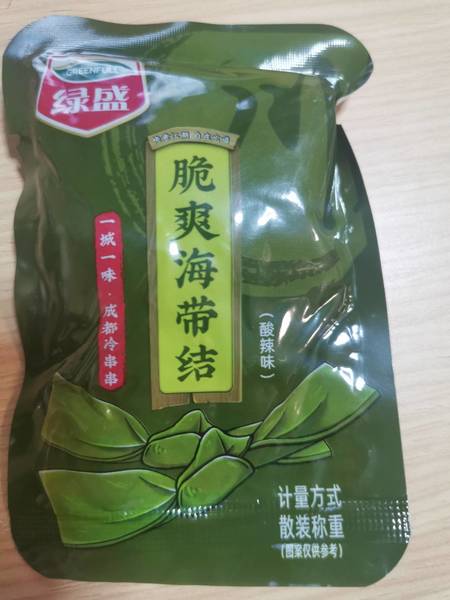 GREENFULL
绿盛
脆爽海带结
一城一味·成都冷串串
(酸辣味)
计量方式
散装称重
(图案仅供参考)